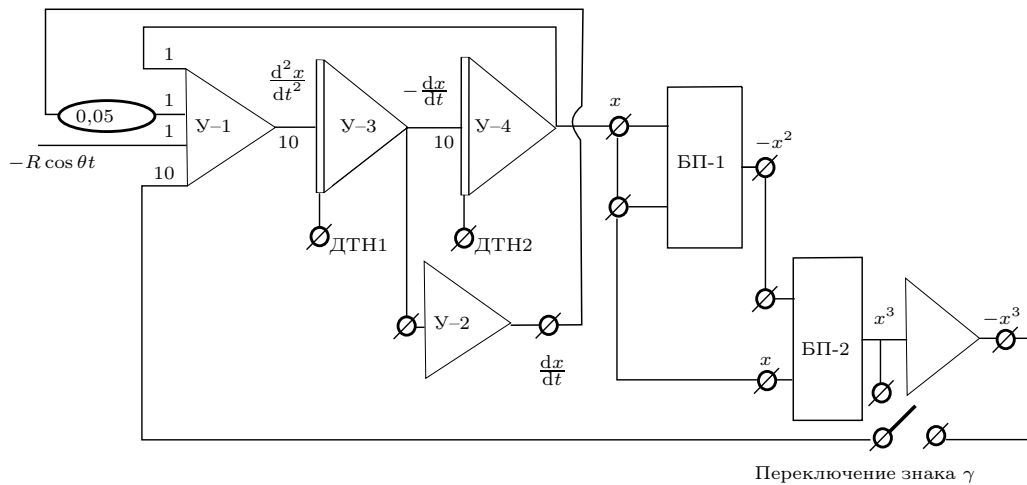 1
1
0,05
1
−R cos θt
10
У–1
d²x
dt²
10
У–3
ДТН1
−dx
dt
10
У–4
ДТН2
У–2
dx
dt
x
БП-1
−x²
x
БП-2
x³
−x³
Переключение знака γ